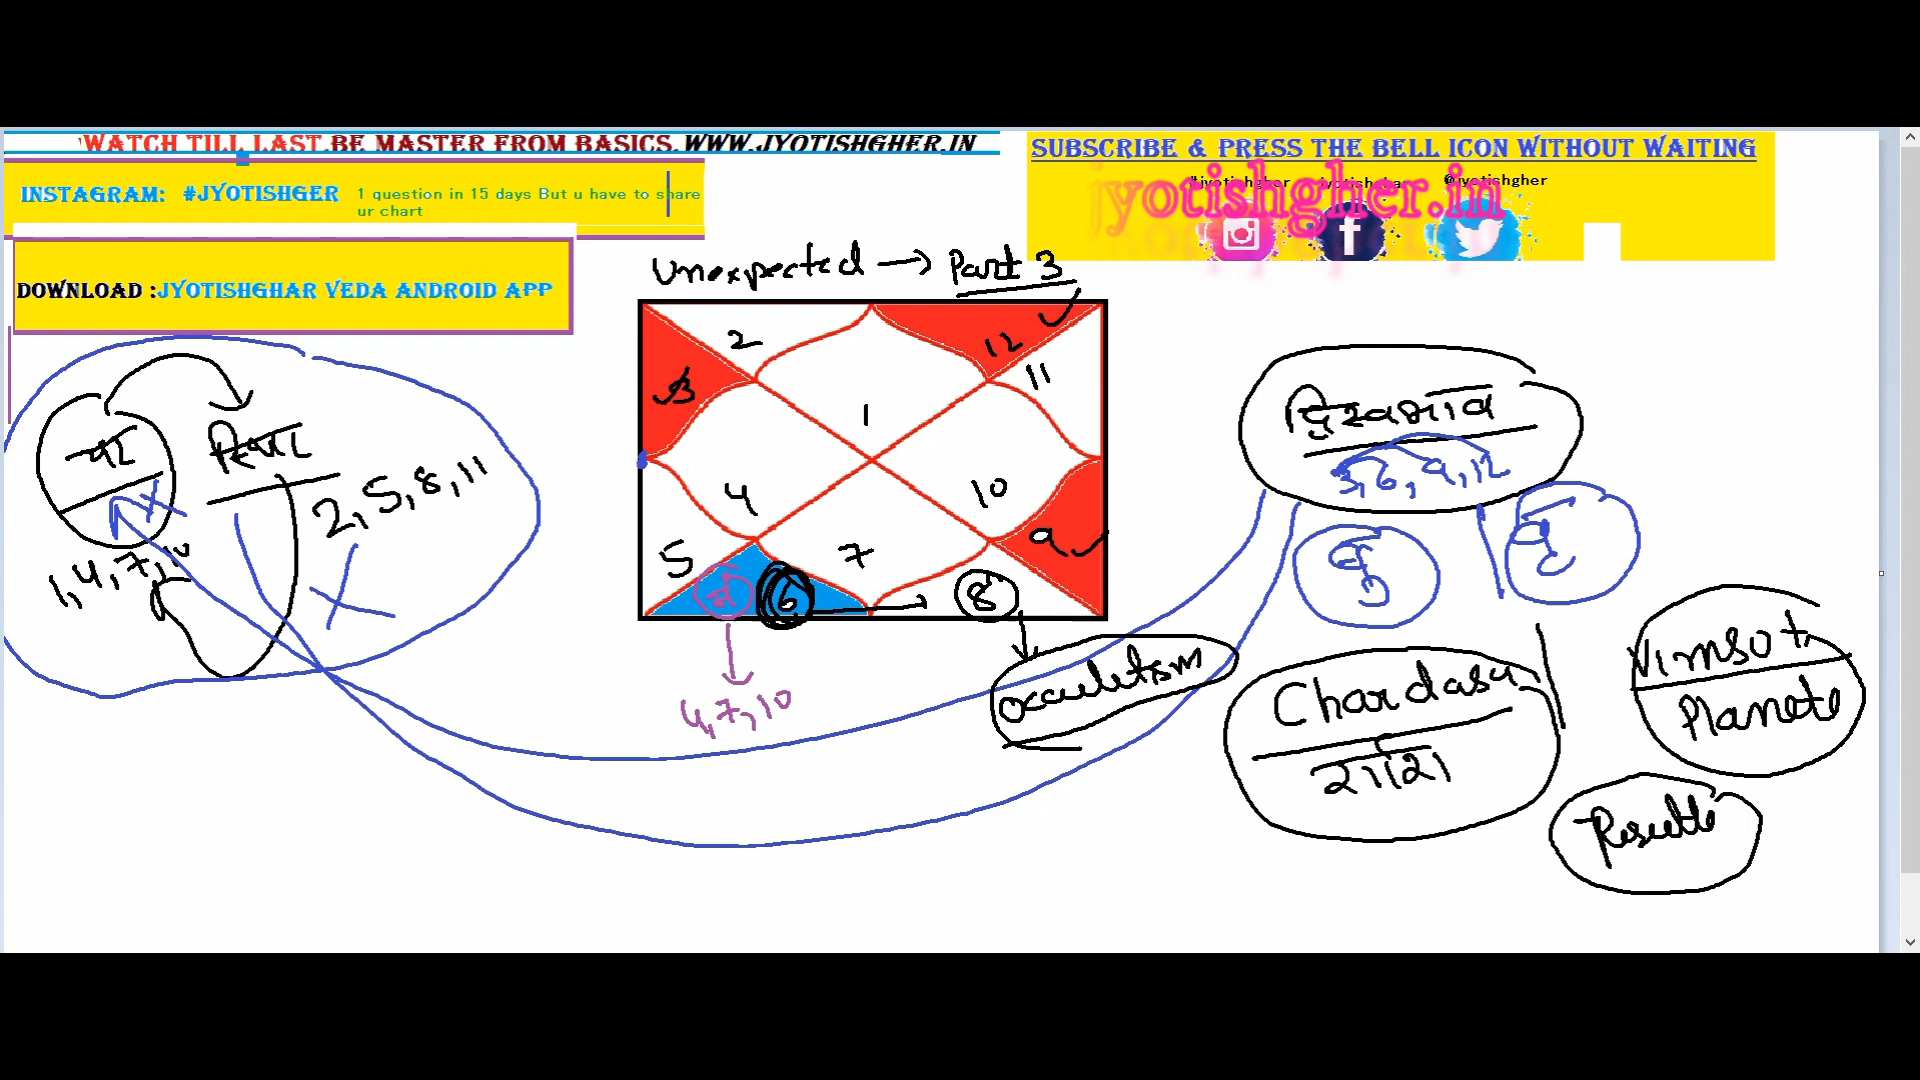 WATCH TILL LAST.BE MASTER FROM BASICS.WWW.JYOTISHGHER.IN
SUBSCRIBE & PRESS THE BELL ICON WITHOUT WAITING
INSTAGRAM: #JYOTISHGER 1 question in 15 days But u have to share
ur chart
@jyotishgher
jyotishgher.in
DOWNLOAD :JYOTISHGHAR VEDA ANDROID APP
Unexpected → Part 3
2
12
3
11
1
4
10
5
7
9
मं
6
8
4,7,10
चर
स्थिर
1,4,7,10
2,5,8,11
द्विस्वभाव
3,6,9,12
occultism
Chardasa
राशि
Vimsot
Planets
Results